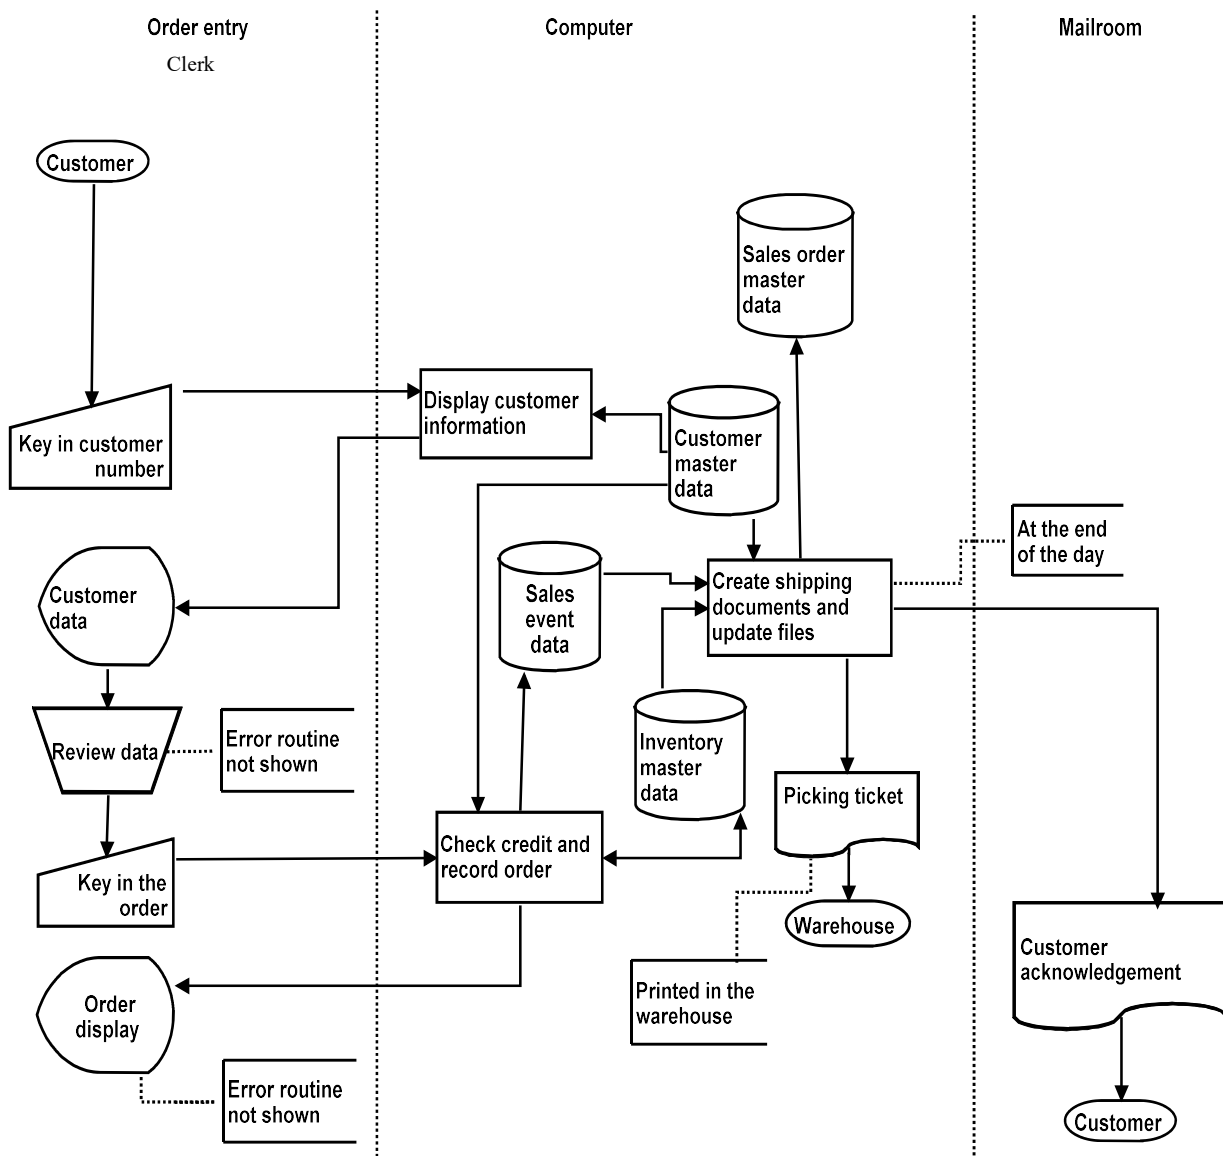 Order entry
Clerk
Computer
Mailroom
Customer
Sales order
master
data
Display customer
information
Customer
master
data
Key in customer
number
At the end
of the day
Customer
data
Sales
event
data
Create shipping
documents and
update files
Review data
Error routine
not shown
Inventory
master
data
Picking ticket
Check credit and
record order
Key in the
order
Warehouse
Customer
acknowledgement
Order
display
Printed in the
warehouse
Error routine
not shown
Customer